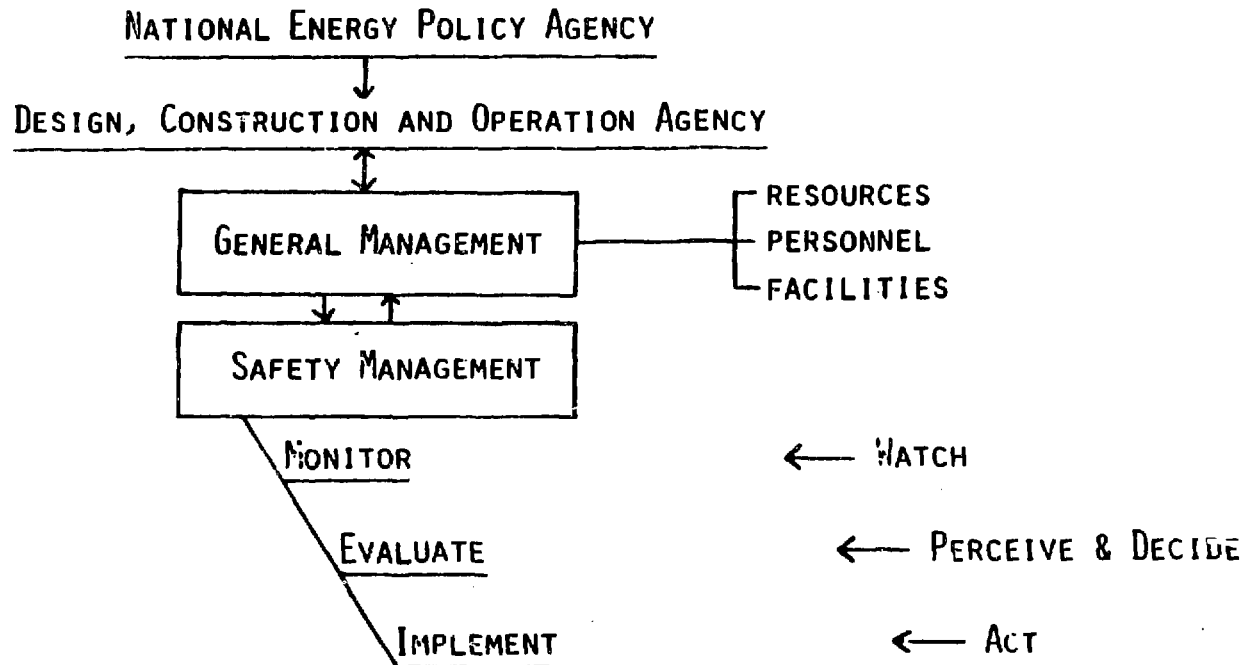 NATIONAL ENERGY POLICY AGENCY
DESIGN, CONSTRUCTION AND OPERATION AGENCY
GENERAL MANAGEMENT
RESOURCES
PERSONNEL
FACILITIES
SAFETY MANAGEMENT
MONITOR
WATCH
EVALUATE
PERCEIVE & DECIDE
IMPLEMENT
ACT